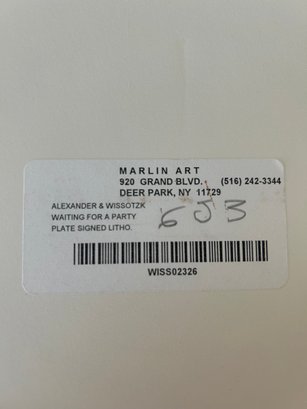 MARLIN ART
920 GRAND BLVD. (516) 242-3344
DEER PARK, NY 11729
ALEXANDER & WISSOTZK
WAITING FOR A PARTY
PLATE SIGNED LITHO.
6J3
WISS02326